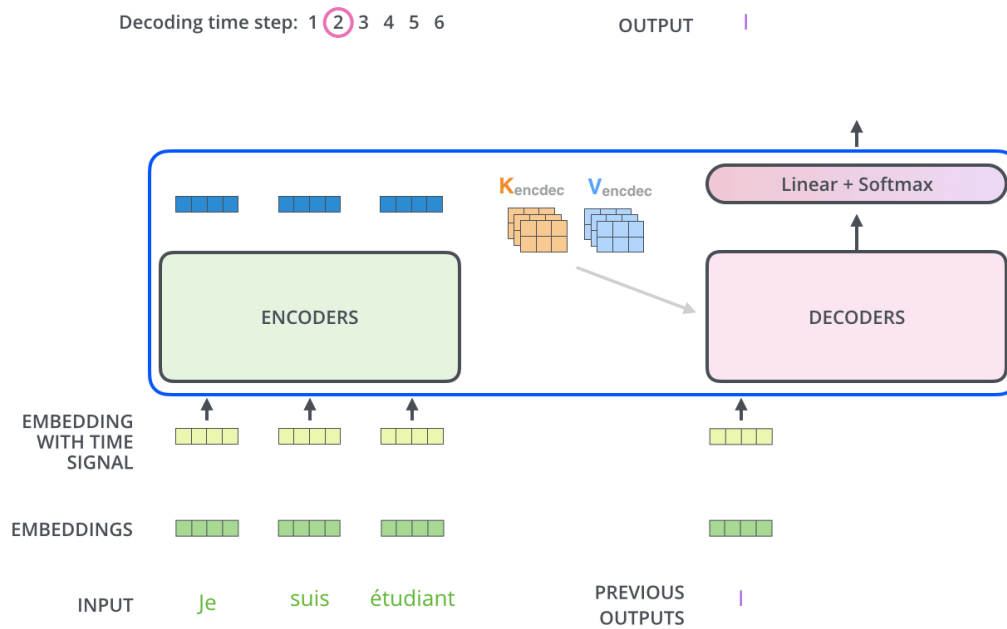 Decoding time step: 1 2 3 4 5 6
OUTPUT I
Kencdec Vencdec
Linear + Softmax
ENCODERS
DECODERS
EMBEDDING
WITH TIME
SIGNAL
EMBEDDINGS
INPUT Je suis étudiant
PREVIOUS
OUTPUTS I